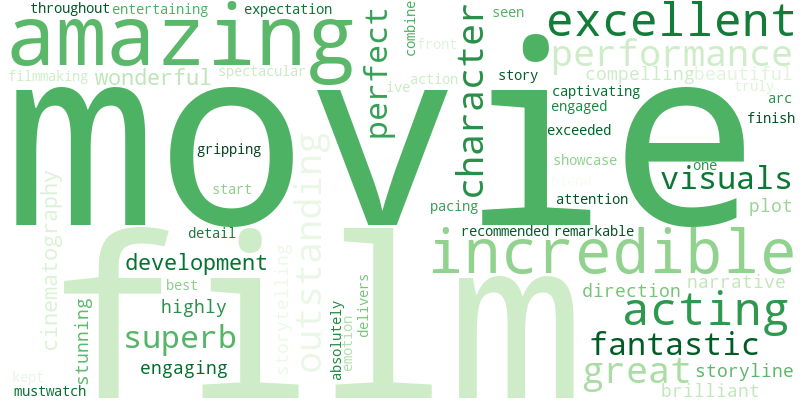 throughout
entertaining
expectation
amazing
perfect
combine
seen
excellent
front
character
performance
filmmaking
wonderful
spectacular
story
compelling
beautiful
ive
action
captivating
truly
engaged
arc
movie
exceeded
finish
gripping
showcase
one
start
blend
visuals
attention
pacing
plot
detail
recommended
remarkable
cinematography
outstanding
film
incredible
development
storytelling
best
direction
narrative
highly
delivers
acting
stunning
superb
absolutely
emotion
fantastic
engaging
great
storyline
kept
mustwatch
brilliant